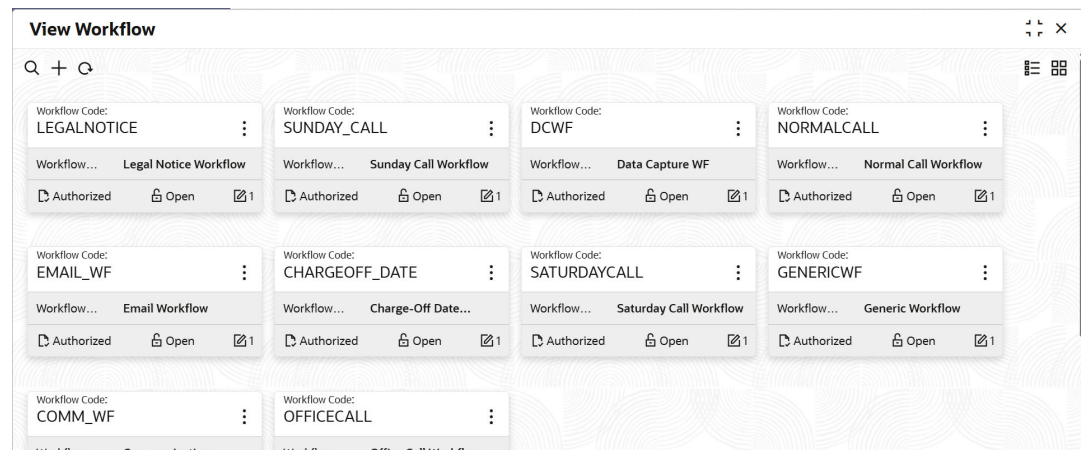 View Workflow
Workflow Code: Workflow Code: Workflow Code: Workflow Code:
LEGALNOTICE SUNDAY_CALL DCWF NORMALCALL
Workflow... Legal Notice Workflow Workflow... Sunday Call Workflow Workflow... Data Capture WF Workflow... Normal Call Workflow
Authorized Open 1 Authorized Open 1 Authorized Open 1 Authorized Open 1
Workflow Code: Workflow Code: Workflow Code: Workflow Code:
EMAIL_WF CHARGEOFF_DATE SATURDAYCALL GENERICWF
Workflow... Email Workflow Workflow... Charge-Off Date... Workflow... Saturday Call Workflow Workflow... Generic Workflow
Authorized Open 1 Authorized Open 1 Authorized Open 1 Authorized Open 1
Workflow Code: Workflow Code:
COMM_WF OFFICECALL